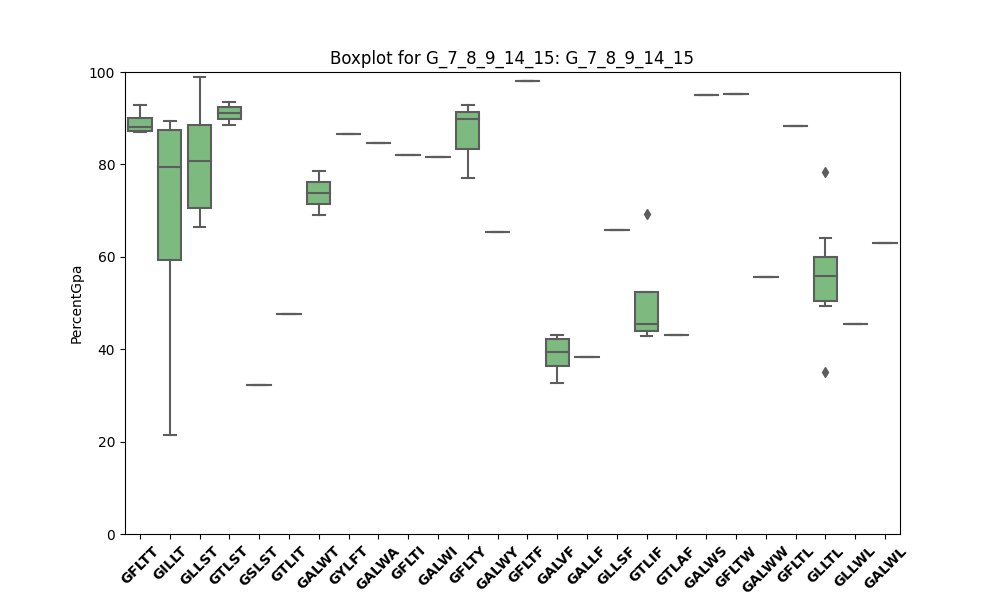 Boxplot for G_7_8_9_14_15: G_7_8_9_14_15
100
80
60
40
20
0
PercentGpa
GFLTT GILLT GLLST GTLST GSLST GTLIT GALWT GYLFT GALWA GFLTI GALWI GFLTY GALWY GFLTF GALVF GALLF GLLSF GTLIF GTLAF GALWS GFLTW GALWW GFLTL GLLTL GLLWL GALWL